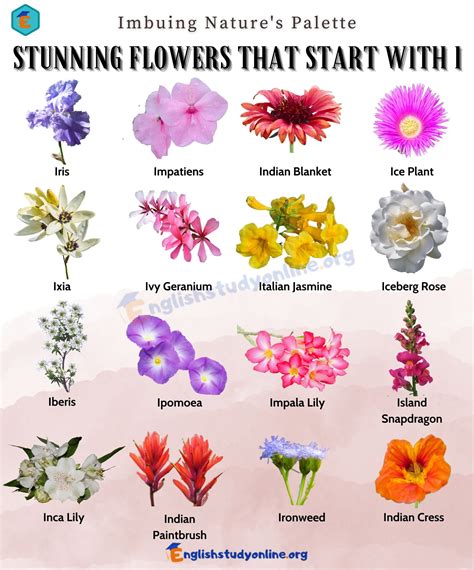 Imbuing Nature's Palette
STUNNING FLOWERS THAT START WITH I
Iris
Impatiens
Indian Blanket
Ice Plant
Ixia
Ivy Geranium
Italian Jasmine
Iceberg Rose
Englishstudyonline.org
Iberis
Ipomoea
Impala Lily
Island
Snapdragon
Inca Lily
Indian
Paintbrush
Ironweed
Indian Cress
Englishstudyonline.org